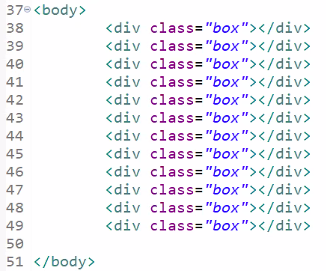 37 <body>
38 <div class="box"></div>
39 <div class="box"></div>
40 <div class="box"></div>
41 <div class="box"></div>
42 <div class="box"></div>
43 <div class="box"></div>
44 <div class="box"></div>
45 <div class="box"></div>
46 <div class="box"></div>
47 <div class="box"></div>
48 <div class="box"></div>
49 <div class="box"></div>
50
51 </body>